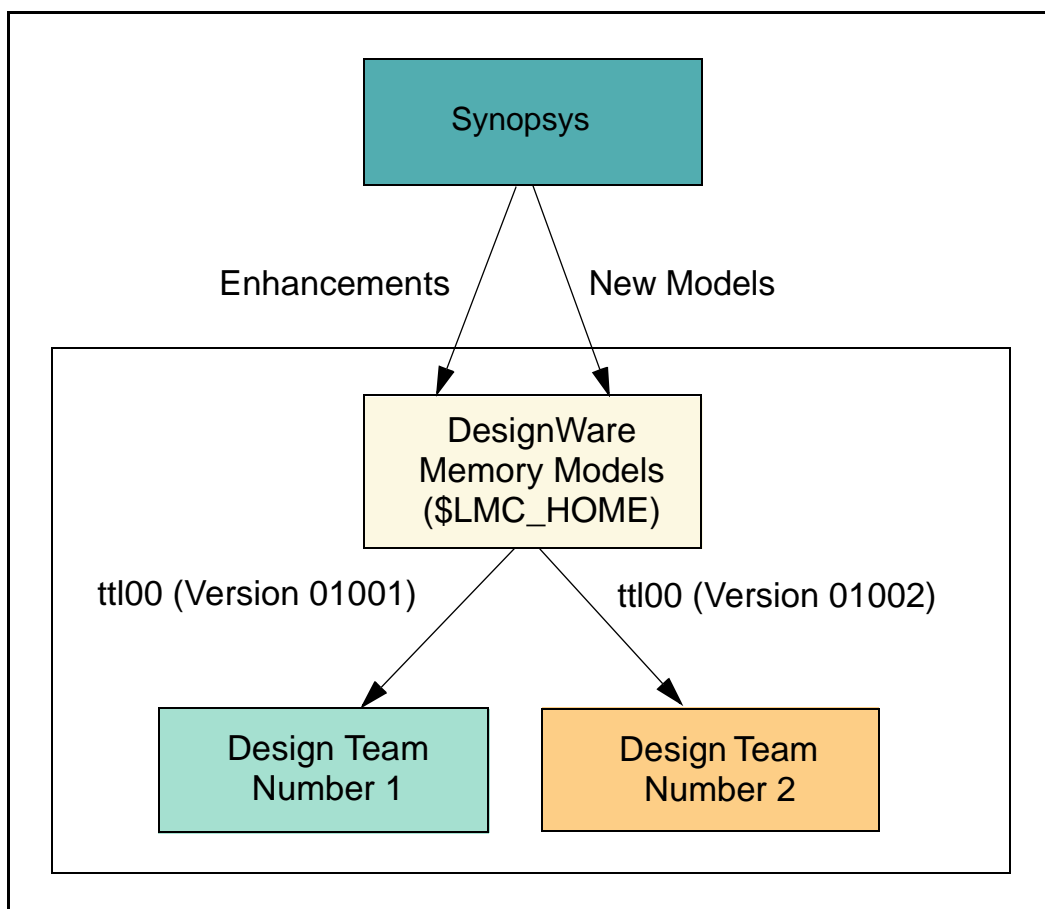 Synopsys
Enhancements
New Models
DesignWare
Memory Models
($LMC_HOME)
ttl00 (Version 01001)
ttl00 (Version 01002)
Design Team
Number 1
Design Team
Number 2